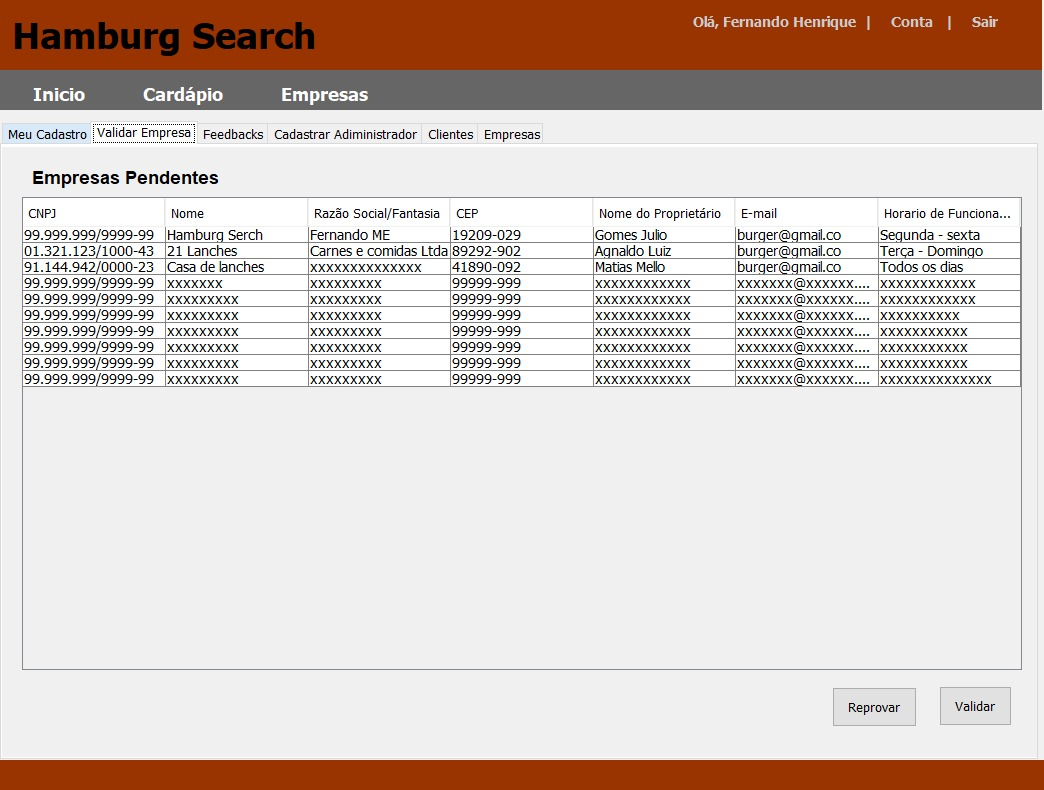 Hamburg Search
Olá, Fernando Henrique | Conta | Sair
Inicio Cardápio Empresas
Meu Cadastro Validar Empresa Feedbacks Cadastrar Adiministrador Clientes Empresas
Empresas Pendentes
CNPJ Nome Razão Social/Fantasia CEP Nome do Proprietário E-mail Horario de Funciona...
99.999.999/9999-99 Hamburg Serch Fernando ME 19209-029 Gomes Julio burger@gmail.co Segunda - sexta
01.321.123/1000-43 21 Lanches Carnes e comidas Ltda 89292-902 Agnaldo Luiz burger@gmail.co Terça - Domingo
91.144.942/0000-23 Casa de lanches xxxxxxxxxxxxxx 41890-092 Matias Mello burger@gmail.co Todos os dias
99.999.999/9999-99 xxxxxxx xxxxxxxxx 99999-999 xxxxxxxxxxxx xxxxxxx@xxxxxx.... xxxxxxxxxxxx
99.999.999/9999-99 xxxxxxxxx xxxxxxxxx 99999-999 xxxxxxxxxxxx xxxxxxx@xxxxxx.... xxxxxxxxxxxx
99.999.999/9999-99 xxxxxxxxx xxxxxxxxx 99999-999 xxxxxxxxxxxx xxxxxxx@xxxxxx.... xxxxxxxxxx
99.999.999/9999-99 xxxxxxxxx xxxxxxxxx 99999-999 xxxxxxxxxxxx xxxxxxx@xxxxxx.... xxxxxxxxxxx
99.999.999/9999-99 xxxxxxxxx xxxxxxxxx 99999-999 xxxxxxxxxxxx xxxxxxx@xxxxxx.... xxxxxxxxxxx
99.999.999/9999-99 xxxxxxxxx xxxxxxxxx 99999-999 xxxxxxxxxxxx xxxxxxx@xxxxxx.... xxxxxxxxxxx
99.999.999/9999-99 xxxxxxxxx xxxxxxxxx 99999-999 xxxxxxxxxxxx xxxxxxx@xxxxxx.... xxxxxxxxxxxxxx
Reprovar Validar